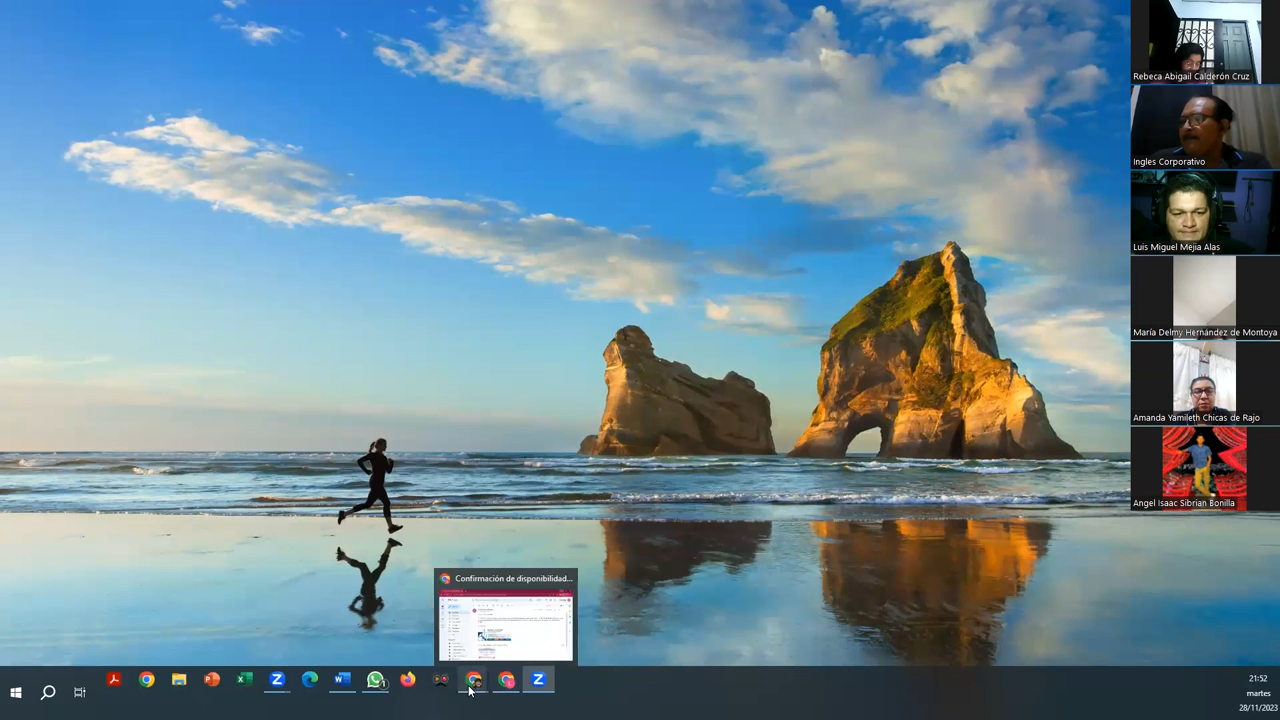 Rebeca Abigail Calderón Cruz
Ingles Corporativo
Luis Miguel Mejia Alas
María Delmy Hernández de Montoya
Amanda Yamileth Chicas de Rajo
Angel Isaac Sibrian Bonilla
Confirmación de disponibilidad...
21:52
martes
28/11/2023